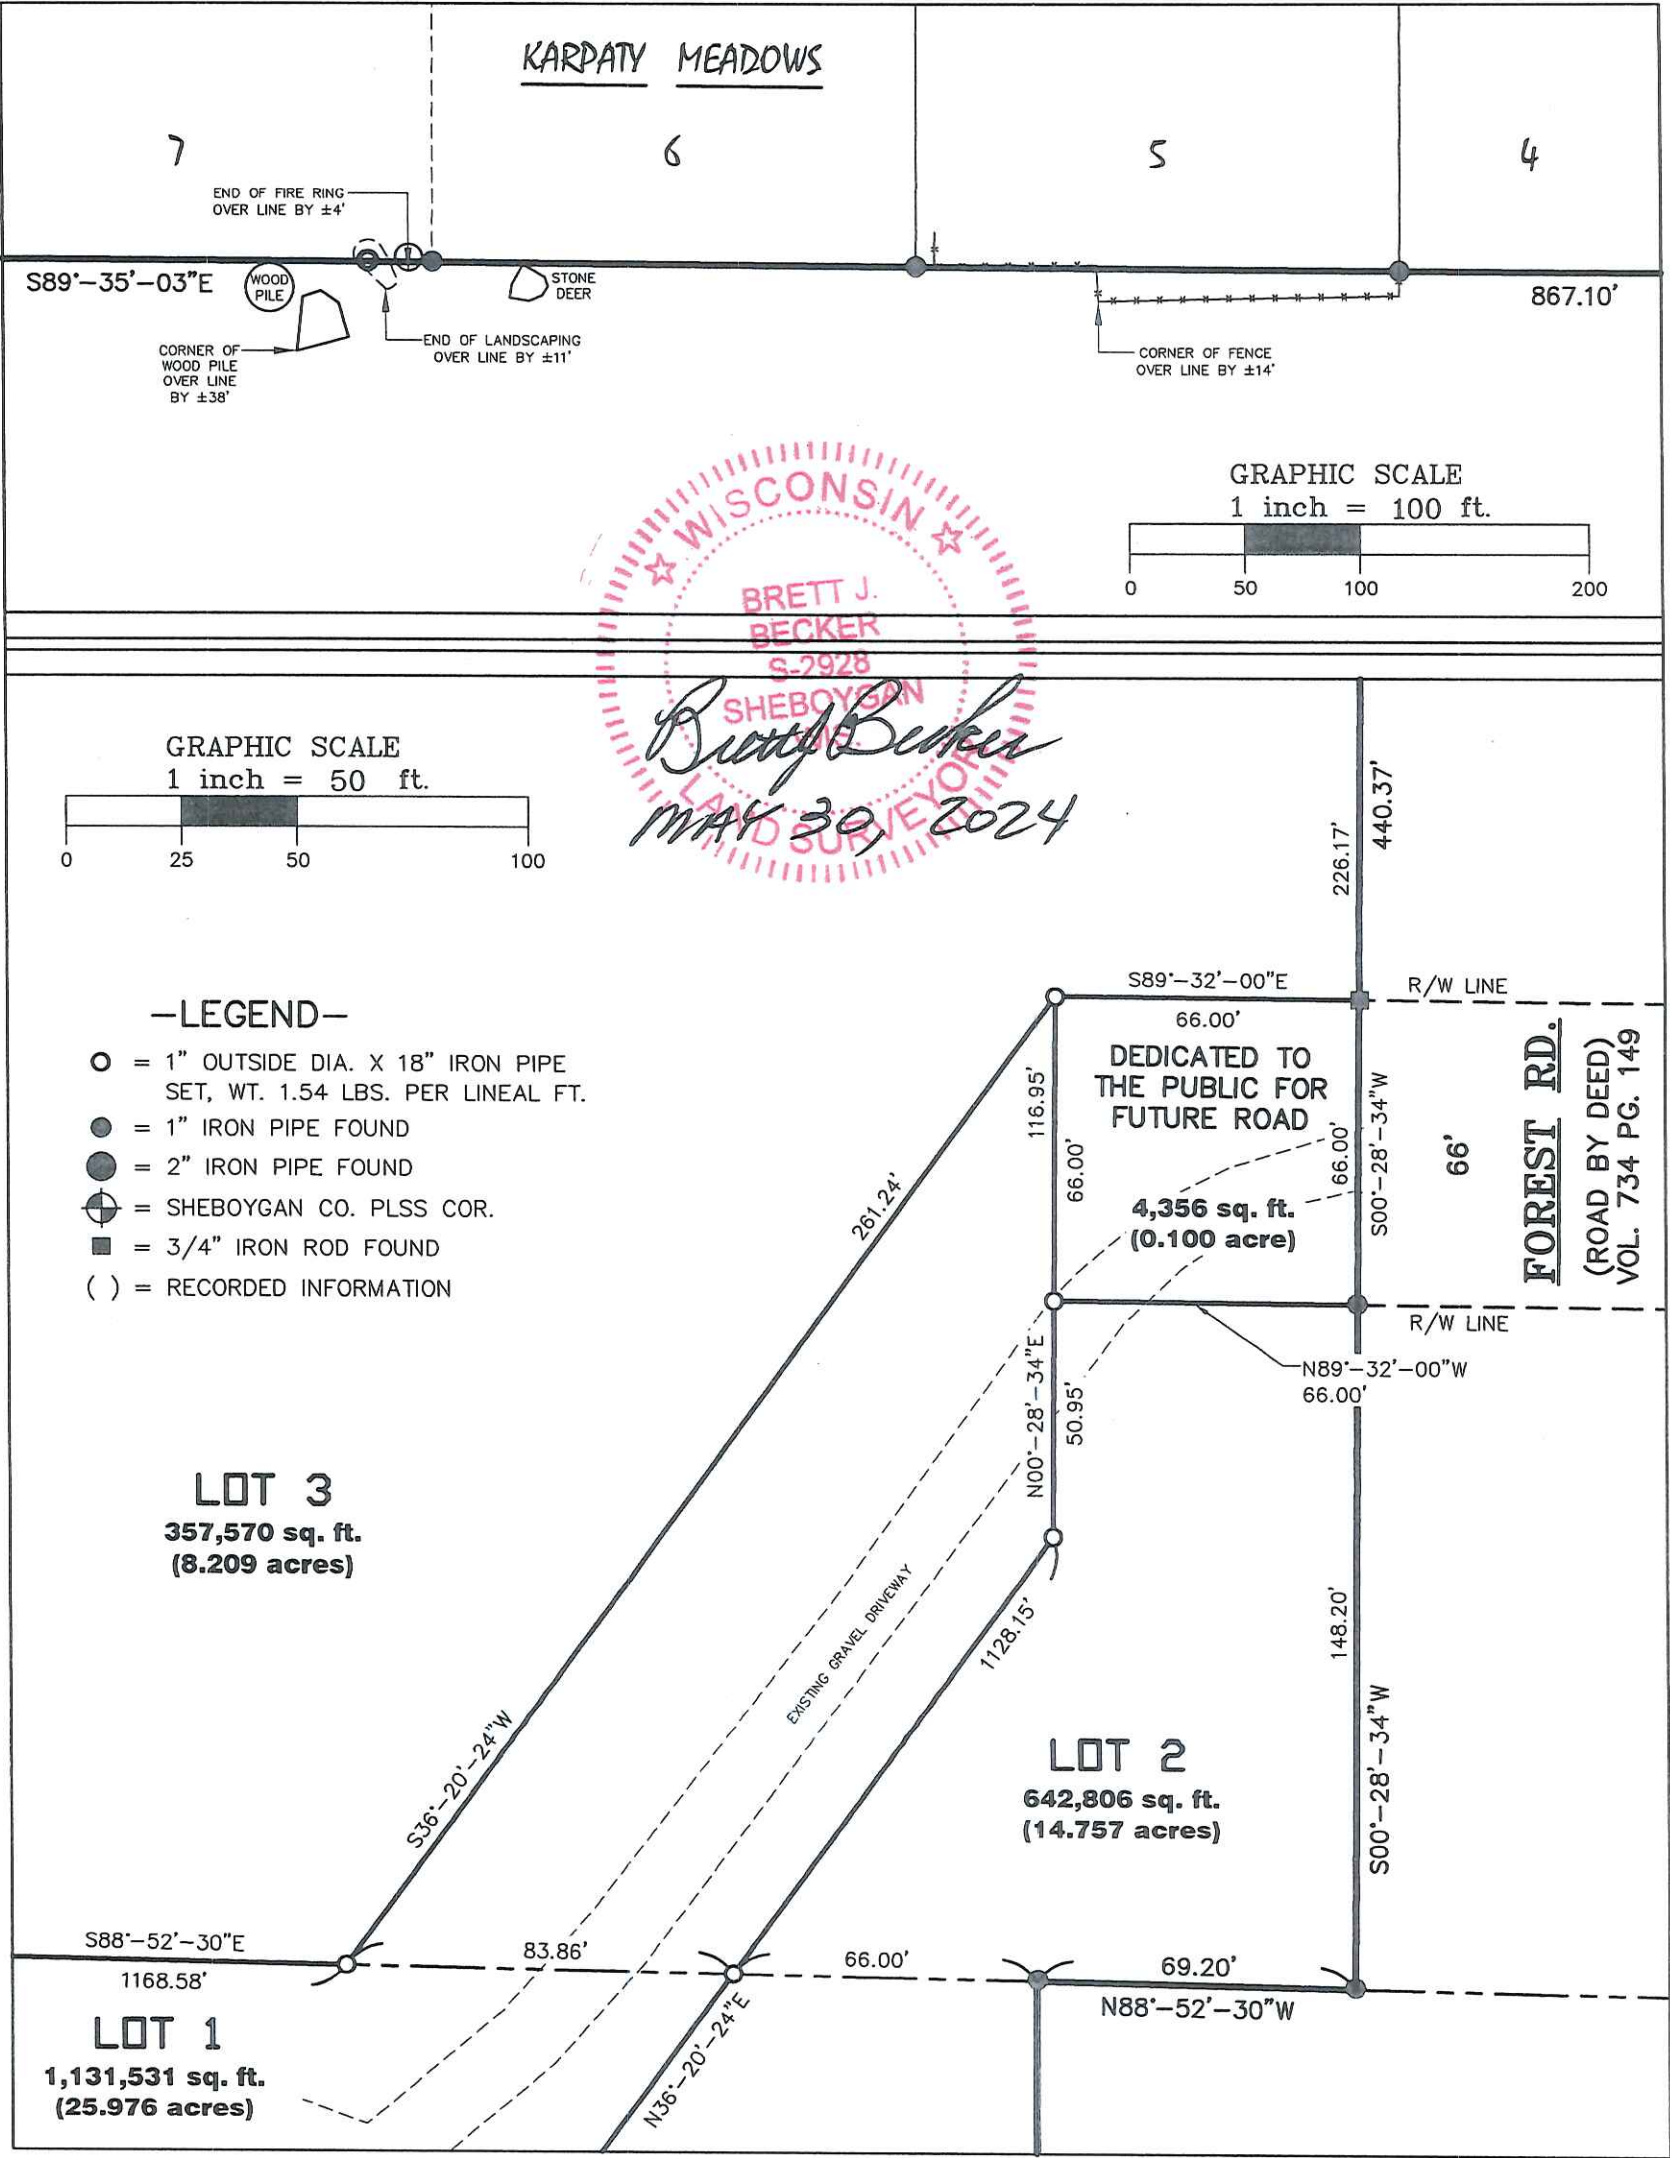 KARPATY MEADOWS
7
6
5
4
END OF FIRE RING
OVER LINE BY ±4'
S89°-35'-03"E
WOOD
PILE
STONE
DEER
867.10'
CORNER OF
WOOD PILE
OVER LINE
BY ±38'
END OF LANDSCAPING
OVER LINE BY ±11'
CORNER OF FENCE
OVER LINE BY ±14'
GRAPHIC SCALE
1 inch = 100 ft.
0 50 100 200
WISCONSIN
BRETT J.
BECKER
S-2928
SHEBOYGAN
WIS.
LAND SURVEYOR
Brett J Becker
MAY 30, 2024
GRAPHIC SCALE
1 inch = 50 ft.
0 25 50 100
440.37'
226.17'
-LEGEND-
= 1" OUTSIDE DIA. X 18" IRON PIPE
SET, WT. 1.54 LBS. PER LINEAL FT.
= 1" IRON PIPE FOUND
= 2" IRON PIPE FOUND
= SHEBOYGAN CO. PLSS COR.
= 3/4" IRON ROD FOUND
( ) = RECORDED INFORMATION
S89°-32'-00"E
66.00'
R/W LINE
DEDICATED TO
THE PUBLIC FOR
FUTURE ROAD
116.95'
66.00'
4,356 sq. ft.
(0.100 acre)
66.00'
S00°-28'-34"W
66'
FOREST RD.
(ROAD BY DEED)
VOL. 734 PG. 149
R/W LINE
N89°-32'-00"W
66.00'
261.24'
S36°-20'-24"W
N00°-28'-34"E
50.95'
LOT 3
357,570 sq. ft.
(8.209 acres)
EXISTING GRAVEL DRIVEWAY
1128.15'
148.20'
S00°-28'-34"W
LOT 2
642,806 sq. ft.
(14.757 acres)
S88°-52'-30"E
1168.58'
83.86'
66.00'
69.20'
N88°-52'-30"W
N36°-20'-24"E
LOT 1
1,131,531 sq. ft.
(25.976 acres)